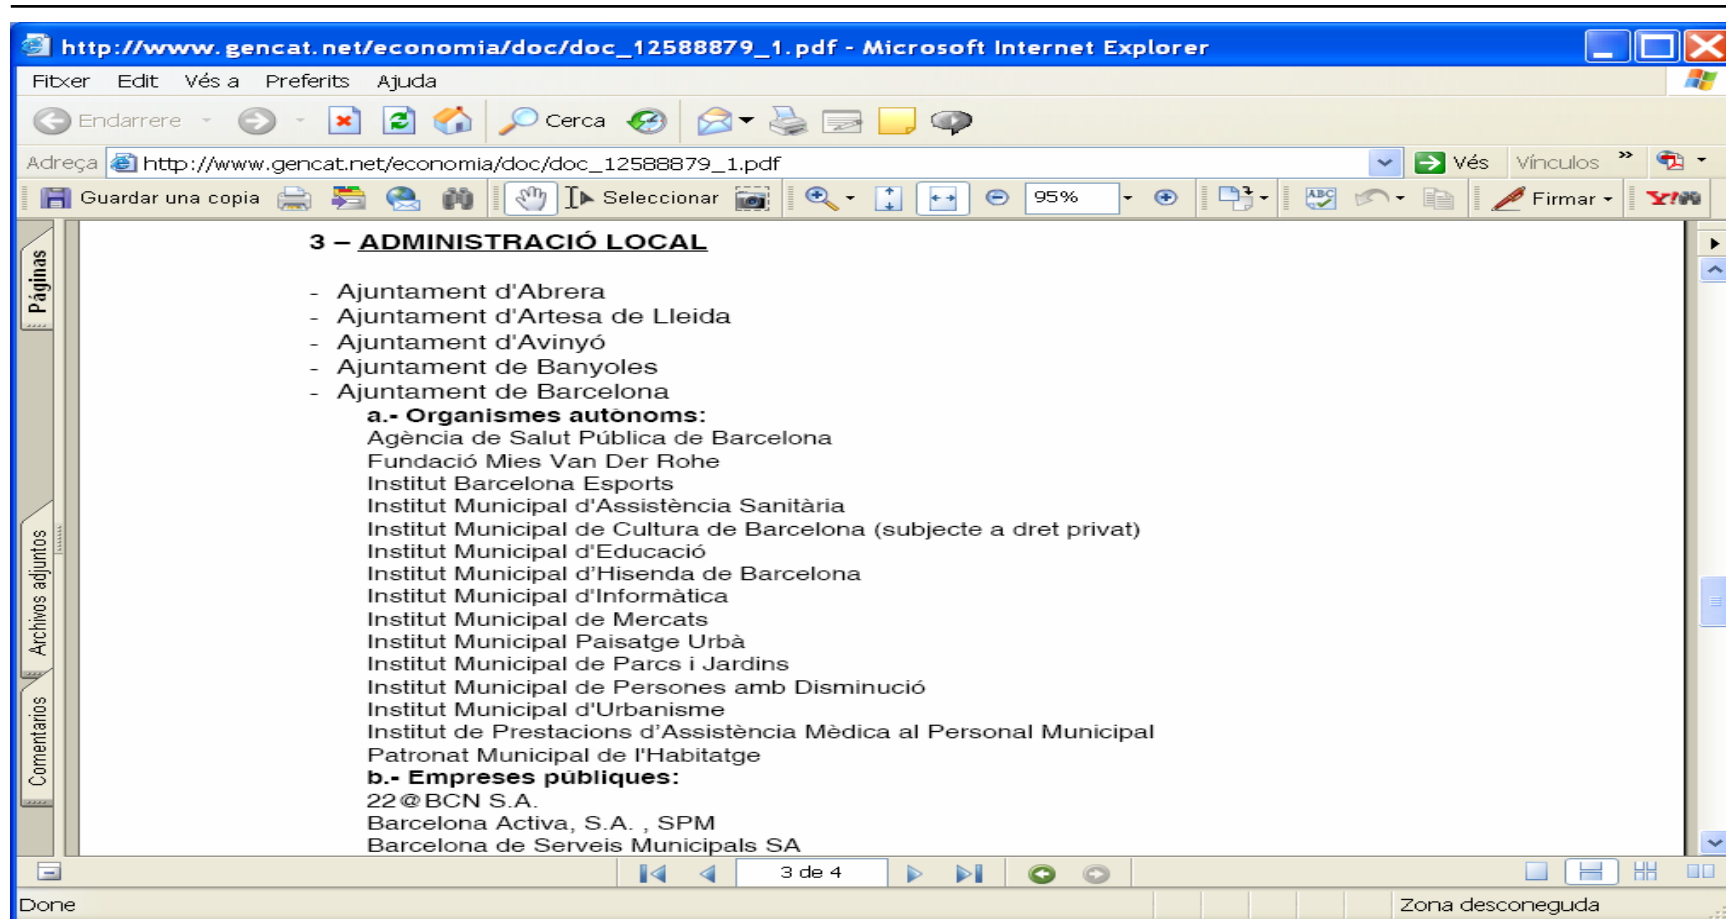 http://www.gencat.net/economia/doc/doc_12588879_1.pdf - Microsoft Internet Explorer
Fitxer Edit Vés a Preferits Ajuda
Endarrere Cerca
Adreça http://www.gencat.net/economia/doc/doc_12588879_1.pdf Vés Vínculos »
Guardar una copia Seleccionar 95% ABC Firmar Y!
Páginas
Archivos adjuntos
Comentarios
3 – ADMINISTRACIÓ LOCAL
- Ajuntament d'Abrera
- Ajuntament d'Artesa de Lleida
- Ajuntament d'Avinyó
- Ajuntament de Banyoles
- Ajuntament de Barcelona
a.- Organismes autònoms:
Agència de Salut Pública de Barcelona
Fundació Mies Van Der Rohe
Institut Barcelona Esports
Institut Municipal d'Assistència Sanitària
Institut Municipal de Cultura de Barcelona (subjecte a dret privat)
Institut Municipal d'Educació
Institut Municipal d'Hisenda de Barcelona
Institut Municipal d'Informàtica
Institut Municipal de Mercats
Institut Municipal Paisatge Urbà
Institut Municipal de Parcs i Jardins
Institut Municipal de Persones amb Disminució
Institut Municipal d'Urbanisme
Institut de Prestacions d'Assistència Mèdica al Personal Municipal
Patronat Municipal de l'Habitatge
b.- Empreses públiques:
22@BCN S.A.
Barcelona Activa, S.A. , SPM
Barcelona de Serveis Municipals SA
3 de 4
Done Zona desconeguda